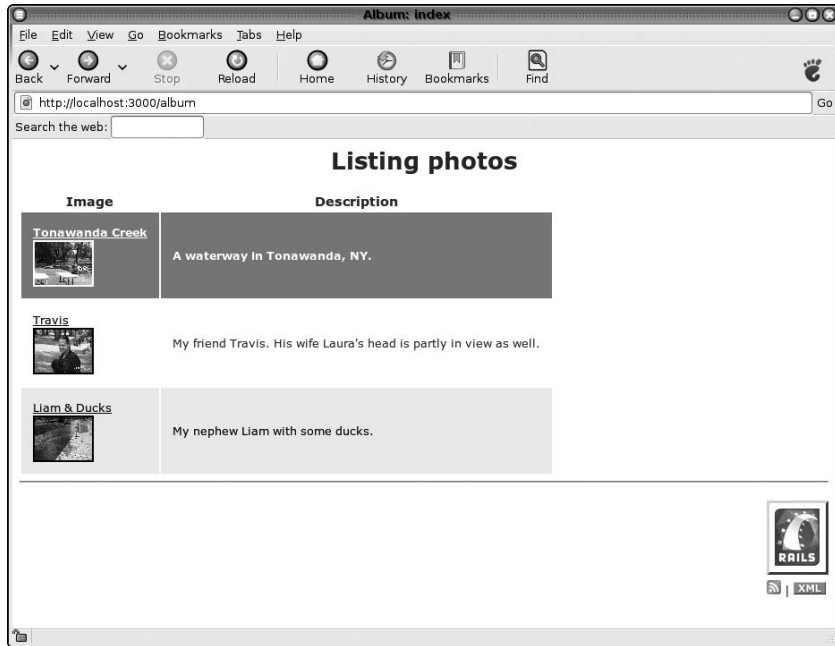 Album: index
File Edit View Go Bookmarks Tabs Help
Back Forward Stop Reload Home History Bookmarks Find
http://localhost:3000/album Go
Search the web:
Listing photos
Image Description
Tonawanda Creek
A waterway in Tonawanda, NY.
Travis
My friend Travis. His wife Laura's head is partly in view as well.
Liam & Ducks
My nephew Liam with some ducks.
RAILS
| XML